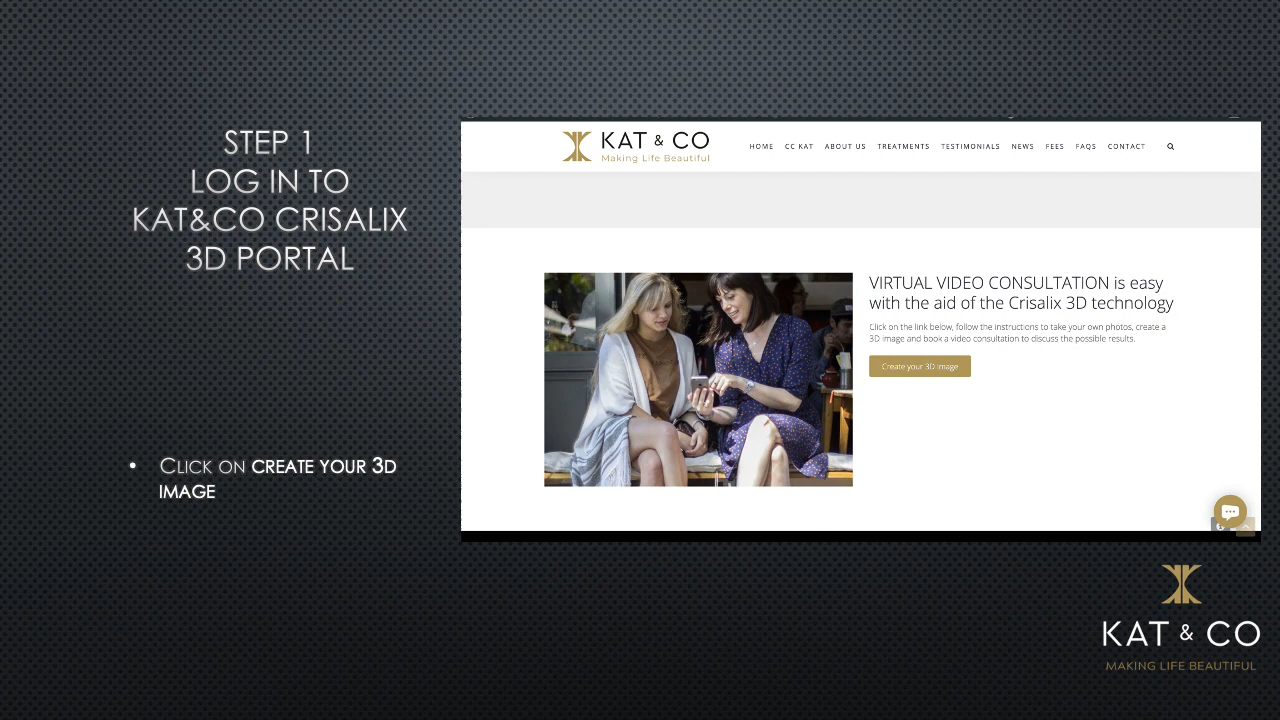 STEP 1
LOG IN TO
KAT&CO CRISALIX
3D PORTAL
• CLICK ON CREATE YOUR 3D
IMAGE
KAT & CO
Making Life Beautiful
HOME CC KAT ABOUT US TREATMENTS TESTIMONIALS NEWS FEES FAQS CONTACT
VIRTUAL VIDEO CONSULTATION is easy
with the aid of the Crisalix 3D technology
Click on the link below, follow the instructions to take your own photos, create a
3D image and book a video consultation to discuss the possible results.
Create your 3D image
KAT & CO
MAKING LIFE BEAUTIFUL